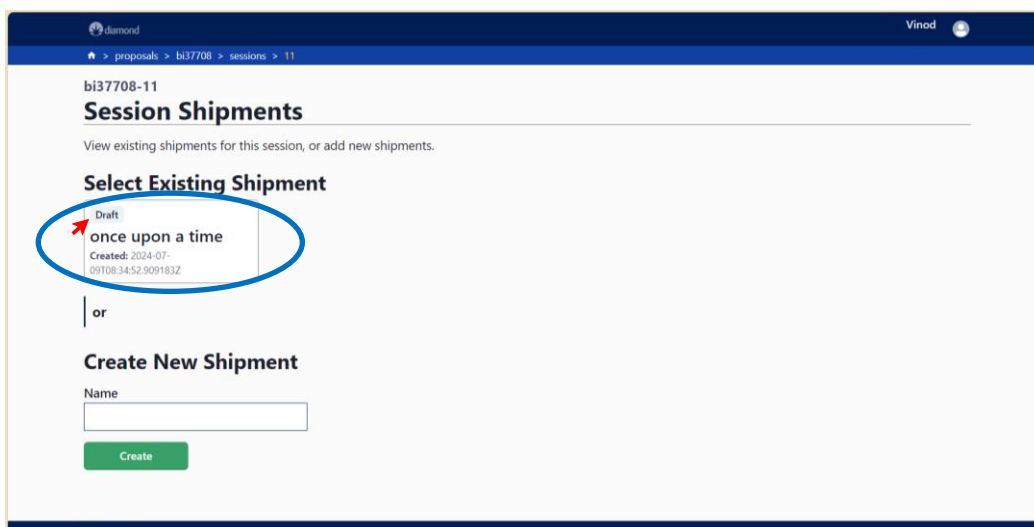 diamond
Vinod
> proposals > bi37708 > sessions > 11
bi37708-11
Session Shipments
View existing shipments for this session, or add new shipments.
Select Existing Shipment
Draft
once upon a time
Created: 2024-07-
09T08:34:52.909183Z
or
Create New Shipment
Name
Create